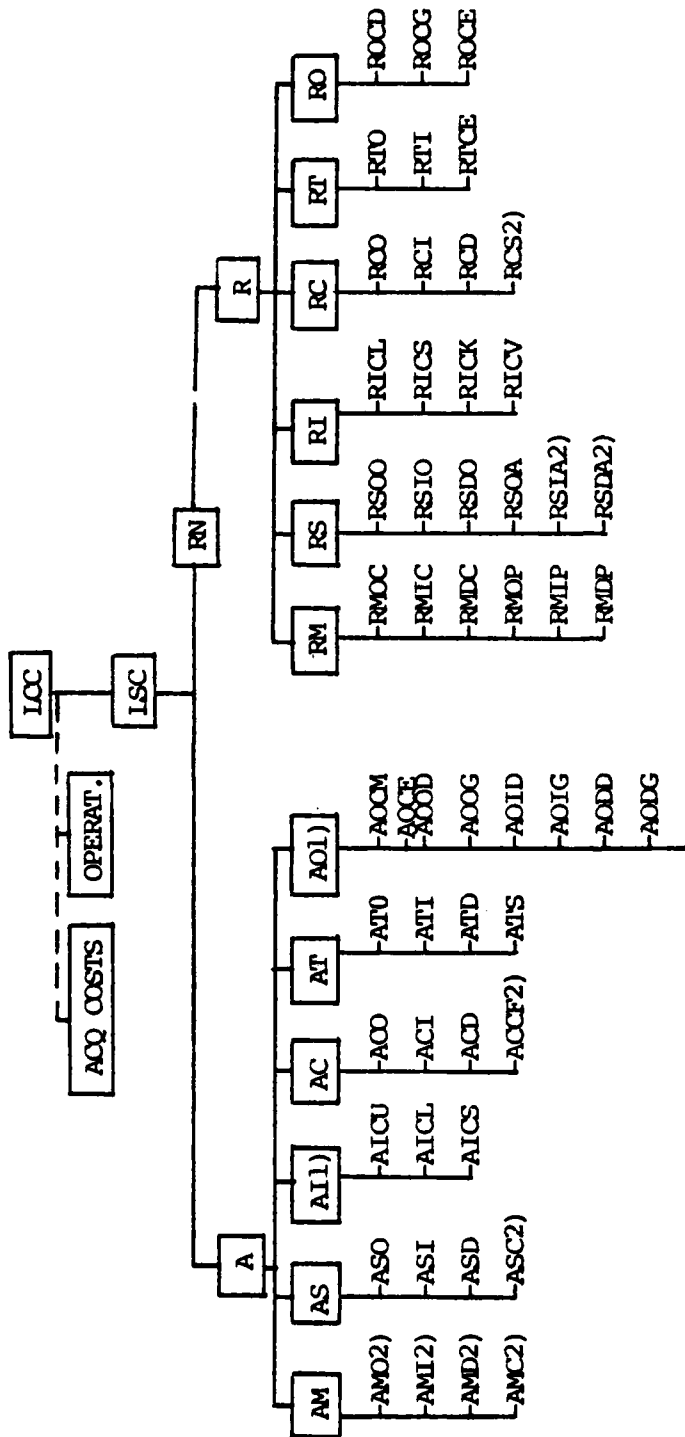 LCC
ACQ COSTS
OPERAT.
LSC
RN
A
R
AM
AS
AI1)
AC
AT
AO1)
RM
RS
RI
RC
RT
RO
AMO2)
AMI2)
AMD2)
AMC2)
ASO
ASI
ASD
ASC2)
AICU
AICL
AICS
ACO
ACI
ACD
ACCF2)
ATO
ATI
ATD
ATS
AOCM
AOCE
AOOD
AOOG
AOID
AOIG
AODD
AODG
RMOC
RMIC
RMDC
RMOP
RMIP
RMDP
RSOO
RSIO
RSDO
RSOA
RSIA2)
RSDA2)
RICL
RICS
RICK
RICV
RCO
RCI
RCD
RCS2)
RTO
RTI
RTCE
ROCD
ROCG
ROCE